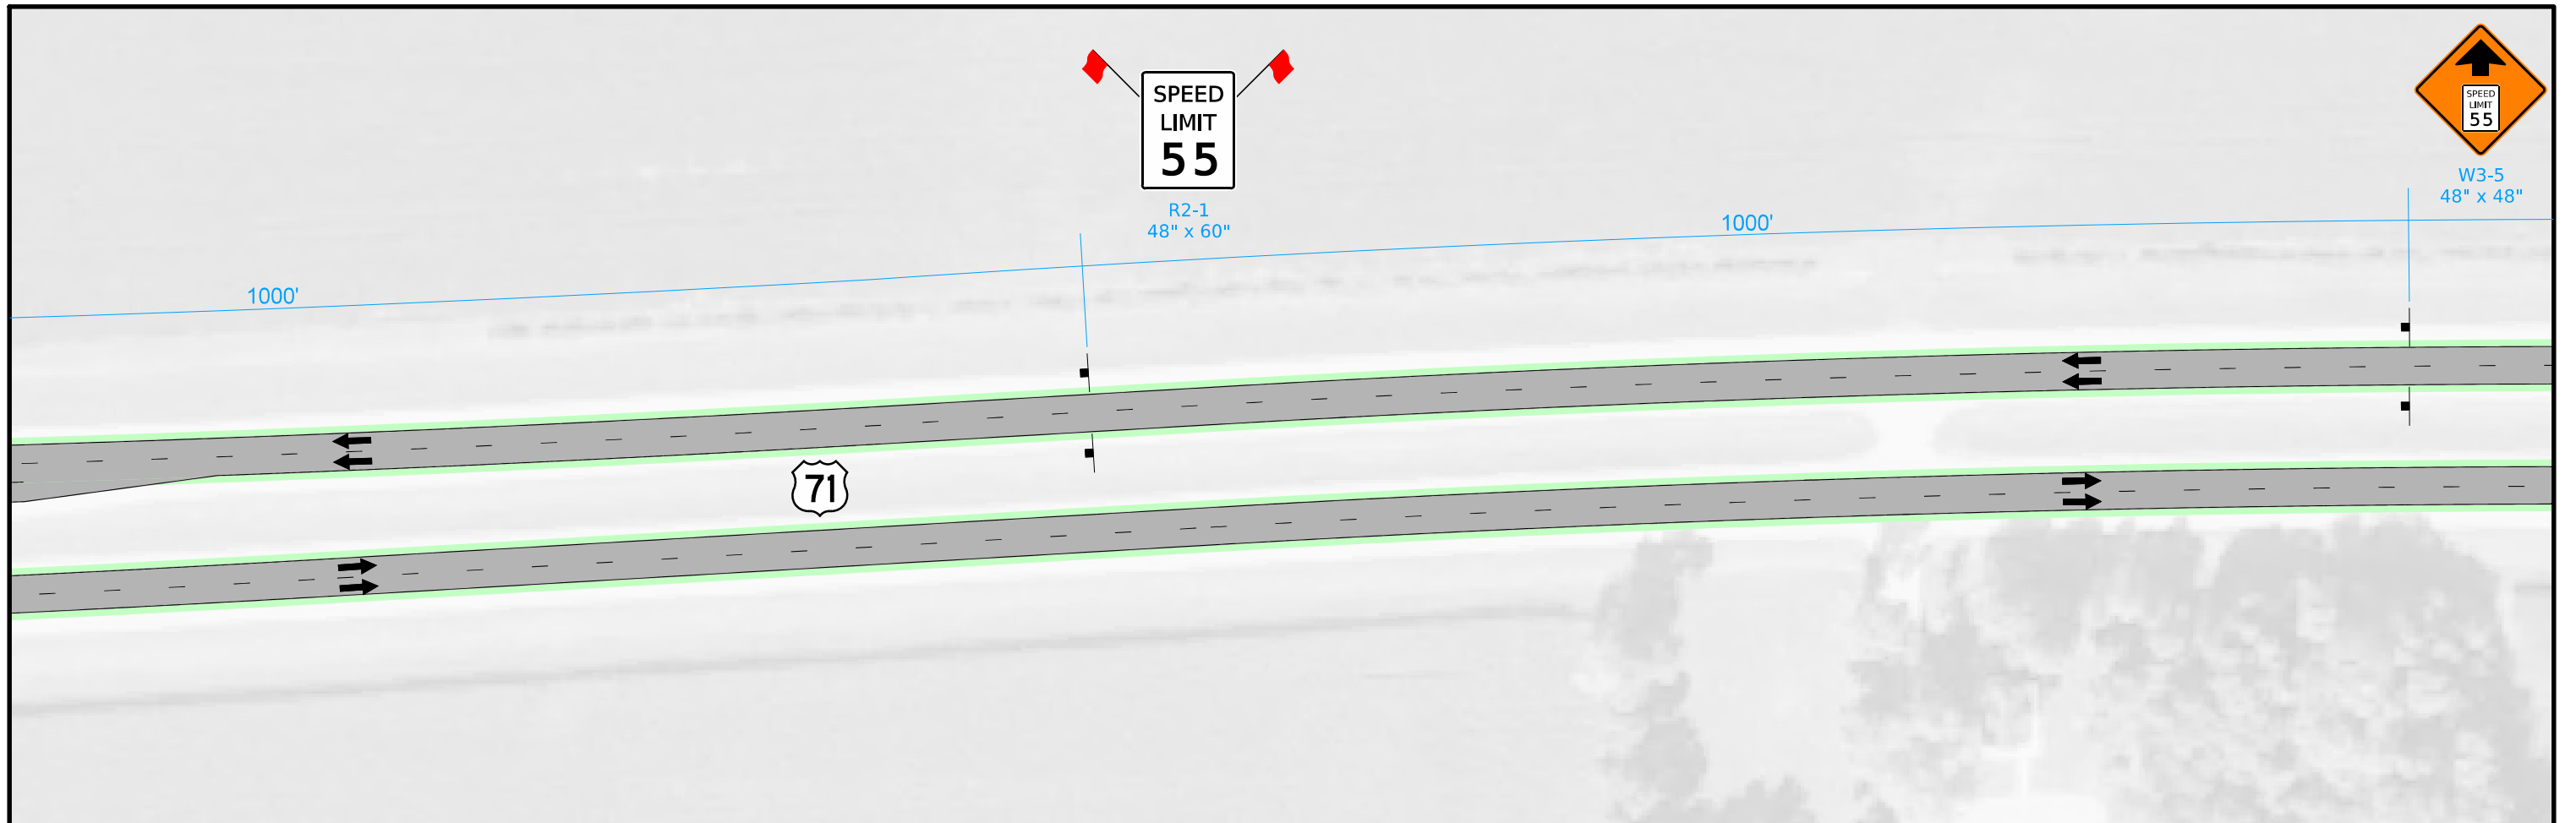 SPEED
LIMIT
55
R2-1
48" x 60"
SPEED
LIMIT
55
W3-5
48" x 48"
1000'
1000'
71